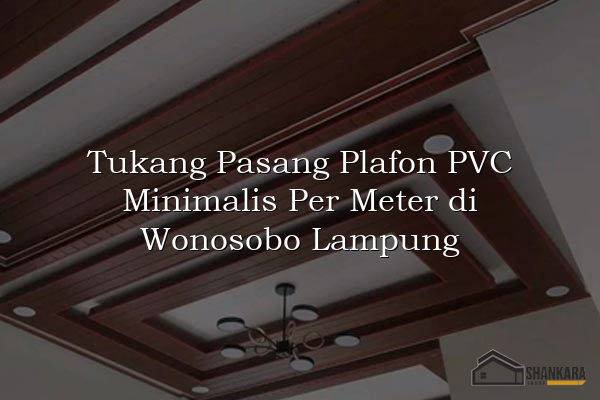 Tukang Pasang Plafon PVC
Minimalis Per Meter di
Wonosobo Lampung
SHANKARA